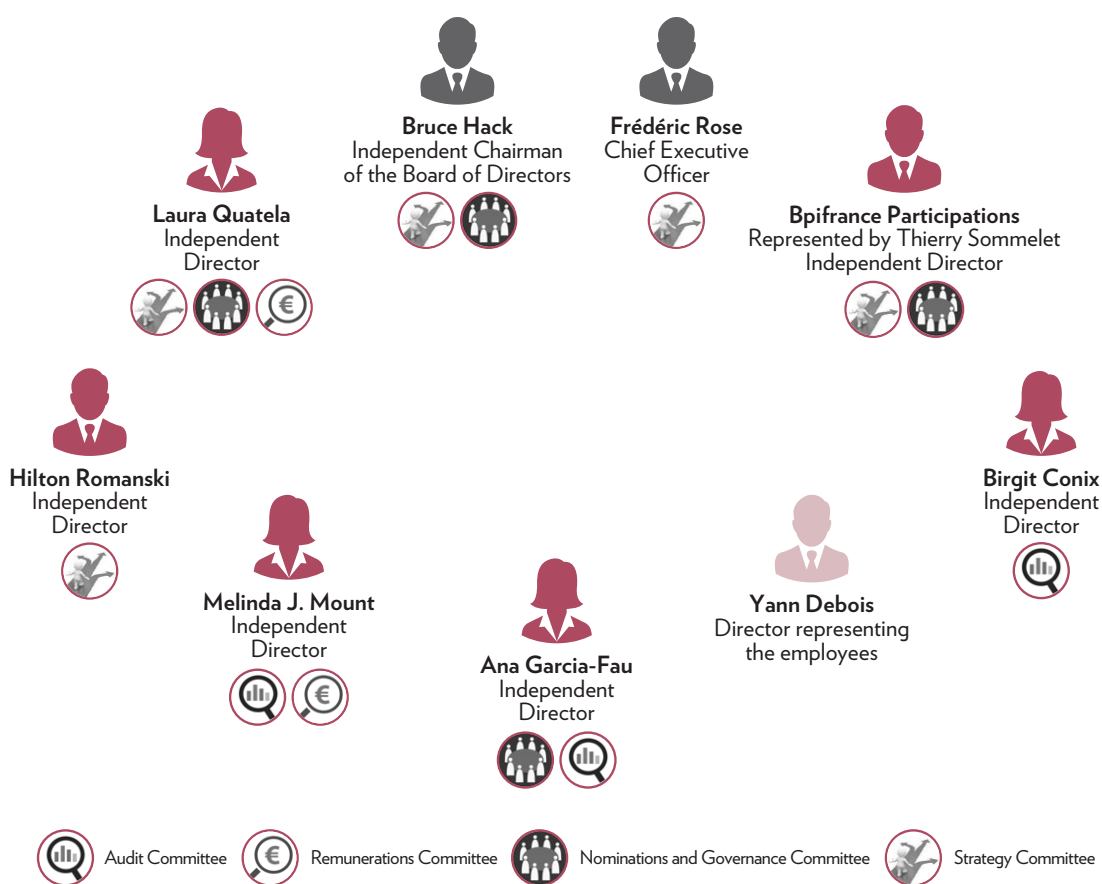 Bruce Hack
Independent Chairman
of the Board of Directors
Frédéric Rose
Chief Executive
Officer
Laura Quatela
Independent
Director
€
Bpifrance Participations
Represented by Thierry Sommelet
Independent Director
Hilton Romanski
Independent
Director
Birgit Conix
Independent
Director
Melinda J. Mount
Independent
Director
€
Ana Garcia-Fau
Independent
Director
Yann Debois
Director representing
the employees
Audit Committee
€
Remunerations Committee
Nominations and Governance Committee
Strategy Committee